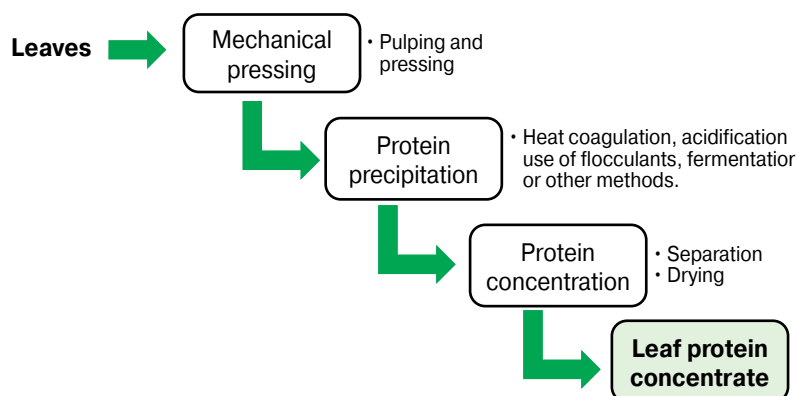 Leaves
Mechanical
pressing
· Pulping and
pressing
Protein
precipitation
· Heat coagulation, acidification
use of flocculants, fermentatior
or other methods.
Protein
concentration
· Separation
· Drying
Leaf protein
concentrate